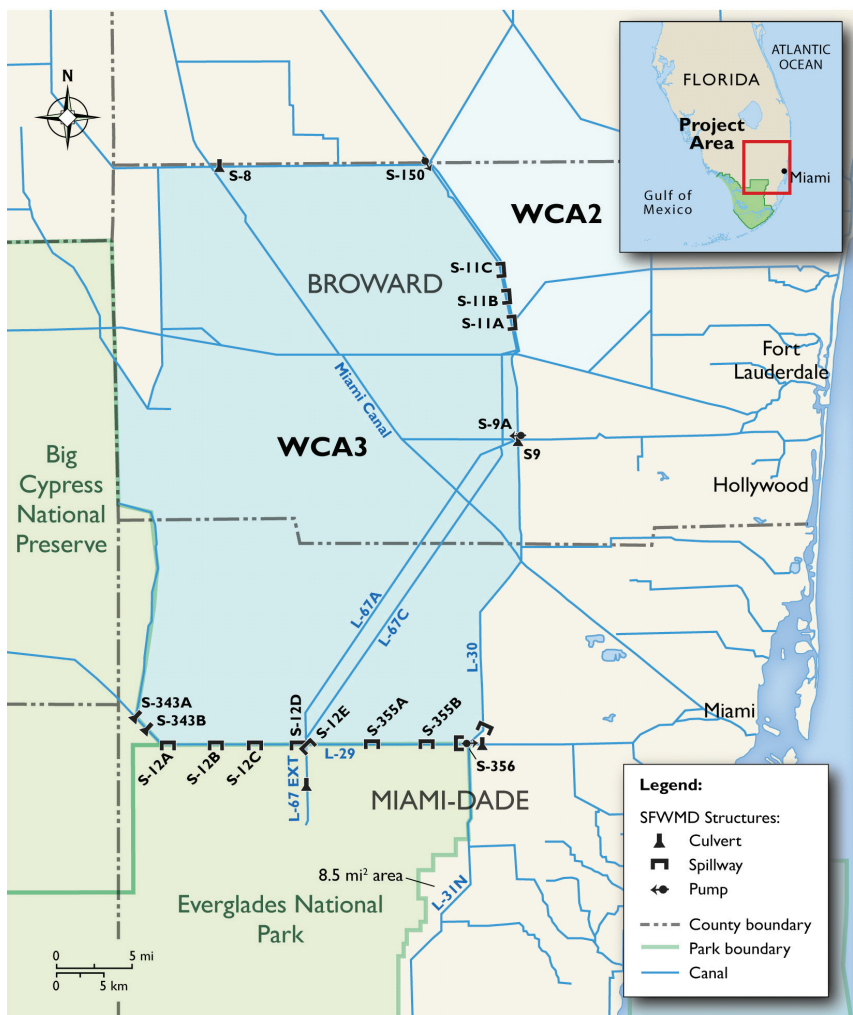 N
ATLANTIC
OCEAN
FLORIDA
Project
Area
Miami
Gulf of
Mexico
S-8
S-150
WCA2
S-11C
BROWARD
S-11B
S-11A
Fort
Lauderdale
Miami Canal
S-9A
WCA3
S9
Big
Cypress
National
Preserve
Hollywood
L-67A
L-67C
L-30
S-343A
S-343B
S-12D
S-12E
S-355A
S-355B
Miami
S-12A
S-12B
S-12C
L-29
S-356
L-67 EXT
MIAMI-DADE
8.5 mi² area
L-31N
Everglades National
Park
0
5 mi
0
5 km
Legend:
SFWMD Structures:
Culvert
Spillway
Pump
County boundary
Park boundary
Canal